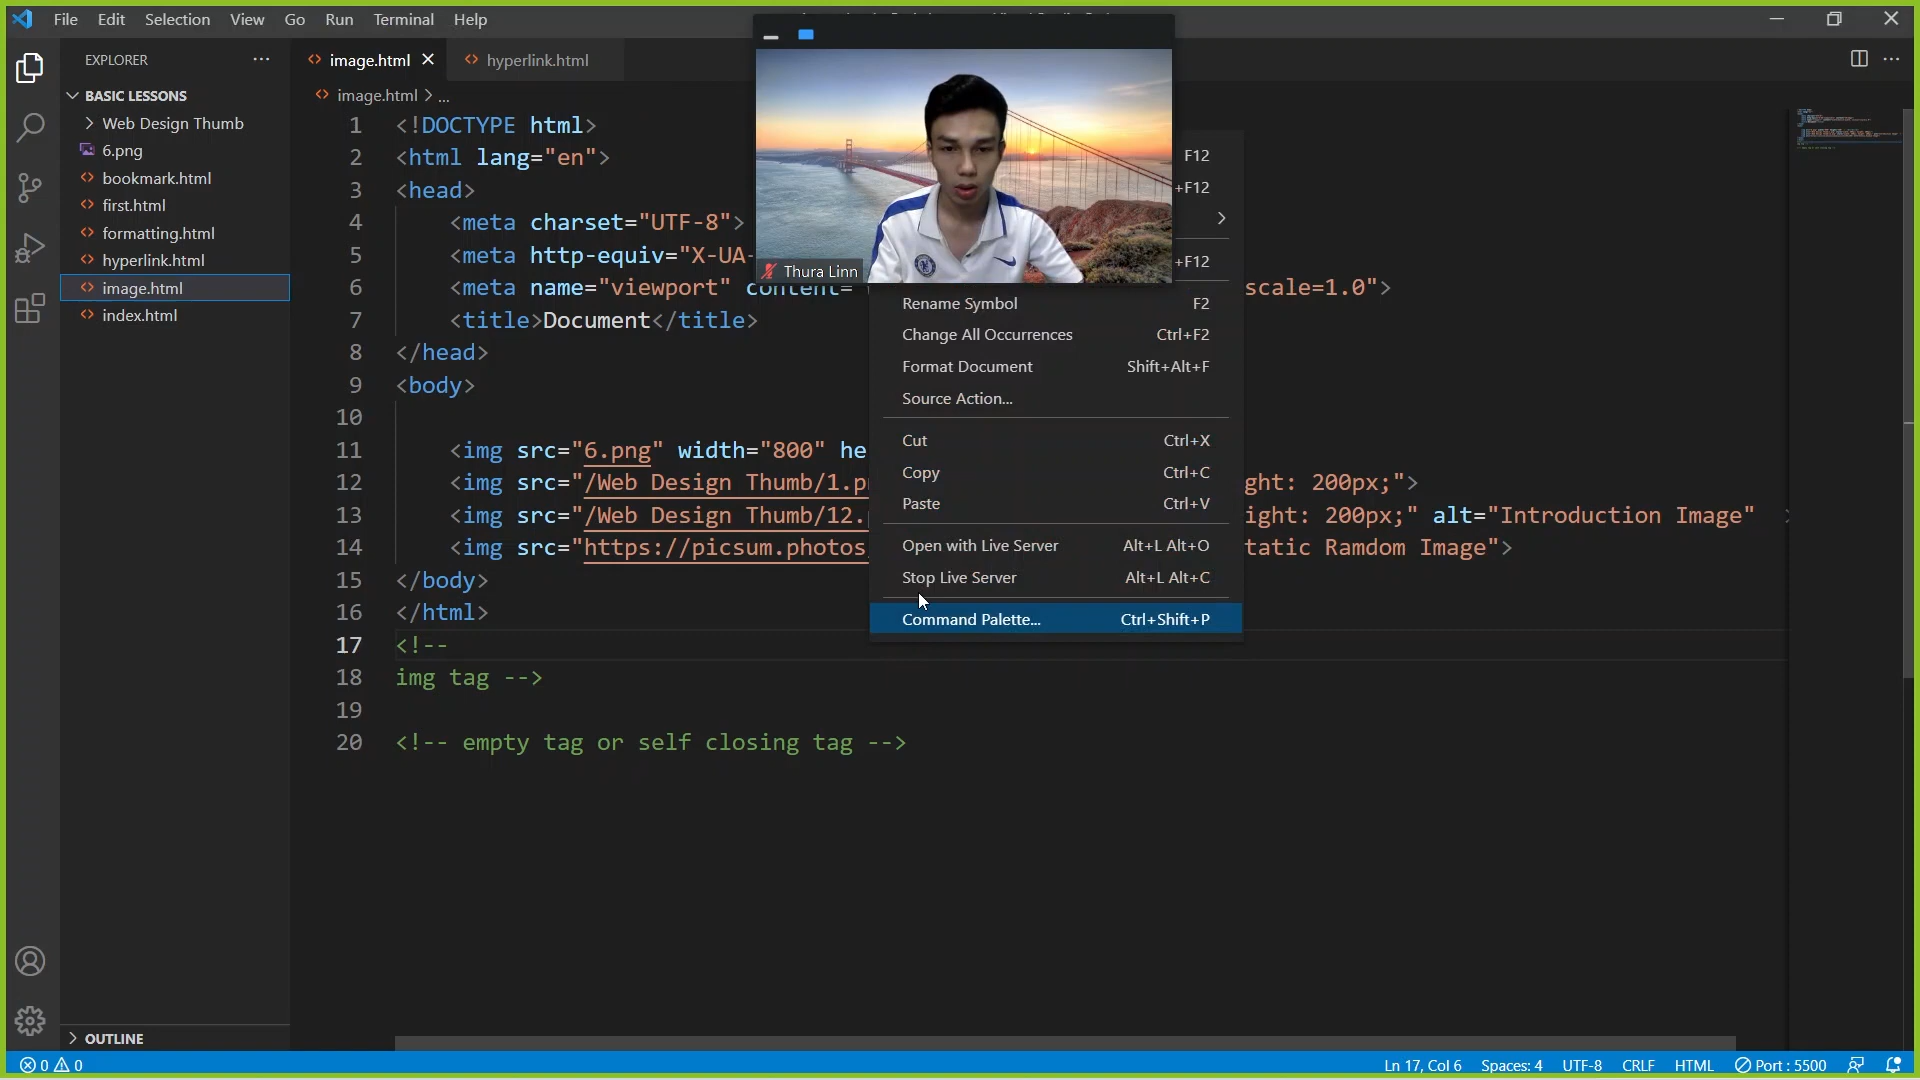 File Edit Selection View Go Run Terminal Help
EXPLORER
BASIC LESSONS
Web Design Thumb
6.png
bookmark.html
first.html
formatting.html
hyperlink.html
image.html
index.html
OUTLINE
image.html
hyperlink.html
image.html > ...
1 <!DOCTYPE html>
2 <html lang="en">
3 <head>
4 <meta charset="UTF-8">
5 <meta http-equiv="X-UA-
6 <meta name="viewport" content= scale=1.0">
7 <title>Document</title>
8 </head>
9 <body>
10
11 <img src="6.png" width="800" he
12 <img src="/Web Design Thumb/1.p ght: 200px;">
13 <img src="/Web Design Thumb/12. ight: 200px;" alt="Introduction Image" >
14 <img src="https://picsum.photos/ tatic Ramdom Image">
15 </body>
16 </html>
17 <!--
18 img tag -->
19
20 <!-- empty tag or self closing tag -->
Thura Linn
F12
+F12
+F12
Rename Symbol F2
Change All Occurrences Ctrl+F2
Format Document Shift+Alt+F
Source Action...
Cut Ctrl+X
Copy Ctrl+C
Paste Ctrl+V
Open with Live Server Alt+L Alt+O
Stop Live Server Alt+L Alt+C
Command Palette... Ctrl+Shift+P
0 0
Ln 17, Col 6 Spaces: 4 UTF-8 CRLF HTML Port : 5500